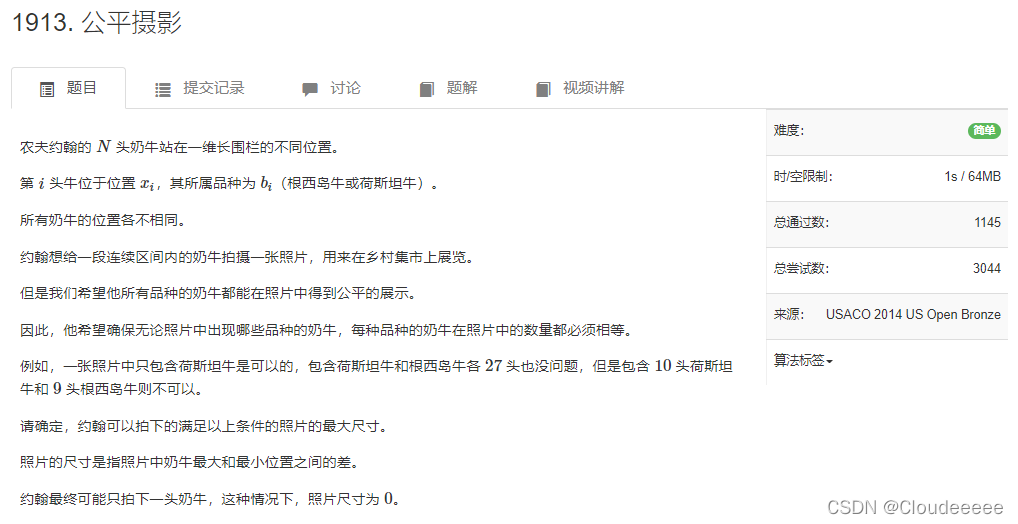 1913. 公平摄影
题目 提交记录 讨论 题解 视频讲解
农夫约翰的 N 头奶牛站在一维长围栏的不同位置。
第 i 头牛位于位置 xᵢ，其所属品种为 bᵢ（根西岛牛或荷斯坦牛）。
所有奶牛的位置各不相同。
约翰想给一段连续区间内的奶牛拍摄一张照片，用来在乡村集市上展览。
但是我们希望他所有品种的奶牛都能在照片中得到公平的展示。
因此，他希望确保无论照片中出现哪些品种的奶牛，每种品种的奶牛在照片中的数量都必须相等。
例如，一张照片中只包含荷斯坦牛是可以的，包含荷斯坦牛和根西岛牛各 27 头也没问题，但是包含 10 头荷斯坦
牛和 9 头根西岛牛则不可以。
请确定，约翰可以拍下的满足以上条件的照片的最大尺寸。
照片的尺寸是指照片中奶牛最大和最小位置之间的差。
约翰最终可能只拍下一头奶牛，这种情况下，照片尺寸为 0。
难度： 简单
时/空限制： 1s / 64MB
总通过数： 1145
总尝试数： 3044
来源： USACO 2014 US Open Bronze
算法标签
CSDN @Cloudeeeee